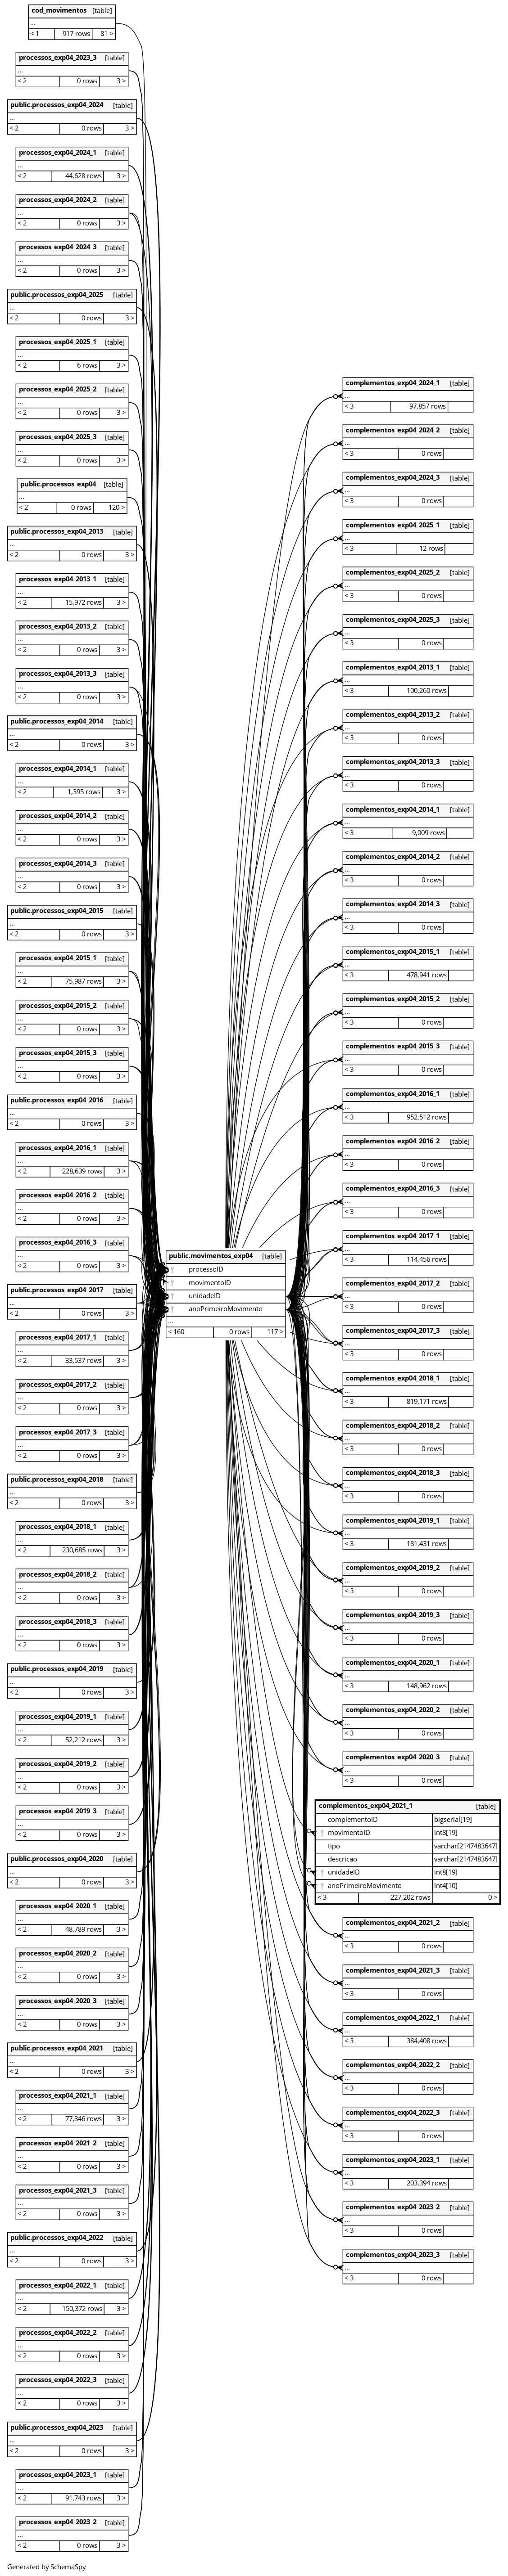 cod_movimentos [table]
...
< 1 917 rows 81 >
processos_exp04_2023_3 [table]
...
< 2 0 rows 3 >
public.processos_exp04_2024 [table]
...
< 2 0 rows 3 >
processos_exp04_2024_1 [table]
...
< 2 44,628 rows 3 >
processos_exp04_2024_2 [table]
...
< 2 0 rows 3 >
processos_exp04_2024_3 [table]
...
< 2 0 rows 3 >
public.processos_exp04_2025 [table]
...
< 2 0 rows 3 >
processos_exp04_2025_1 [table]
...
< 2 6 rows 3 >
processos_exp04_2025_2 [table]
...
< 2 0 rows 3 >
processos_exp04_2025_3 [table]
...
< 2 0 rows 3 >
public.processos_exp04 [table]
...
< 2 0 rows 120 >
public.processos_exp04_2013 [table]
...
< 2 0 rows 3 >
processos_exp04_2013_1 [table]
...
< 2 15,972 rows 3 >
processos_exp04_2013_2 [table]
...
< 2 0 rows 3 >
processos_exp04_2013_3 [table]
...
< 2 0 rows 3 >
public.processos_exp04_2014 [table]
...
< 2 0 rows 3 >
processos_exp04_2014_1 [table]
...
< 2 1,395 rows 3 >
processos_exp04_2014_2 [table]
...
< 2 0 rows 3 >
processos_exp04_2014_3 [table]
...
< 2 0 rows 3 >
public.processos_exp04_2015 [table]
...
< 2 0 rows 3 >
processos_exp04_2015_1 [table]
...
< 2 75,987 rows 3 >
processos_exp04_2015_2 [table]
...
< 2 0 rows 3 >
processos_exp04_2015_3 [table]
...
< 2 0 rows 3 >
public.processos_exp04_2016 [table]
...
< 2 0 rows 3 >
processos_exp04_2016_1 [table]
...
< 2 228,639 rows 3 >
processos_exp04_2016_2 [table]
...
< 2 0 rows 3 >
processos_exp04_2016_3 [table]
...
< 2 0 rows 3 >
public.processos_exp04_2017 [table]
...
< 2 0 rows 3 >
processos_exp04_2017_1 [table]
...
< 2 33,537 rows 3 >
processos_exp04_2017_2 [table]
...
< 2 0 rows 3 >
processos_exp04_2017_3 [table]
...
< 2 0 rows 3 >
public.processos_exp04_2018 [table]
...
< 2 0 rows 3 >
processos_exp04_2018_1 [table]
...
< 2 230,685 rows 3 >
processos_exp04_2018_2 [table]
...
< 2 0 rows 3 >
processos_exp04_2018_3 [table]
...
< 2 0 rows 3 >
public.processos_exp04_2019 [table]
...
< 2 0 rows 3 >
processos_exp04_2019_1 [table]
...
< 2 52,212 rows 3 >
processos_exp04_2019_2 [table]
...
< 2 0 rows 3 >
processos_exp04_2019_3 [table]
...
< 2 0 rows 3 >
public.processos_exp04_2020 [table]
...
< 2 0 rows 3 >
processos_exp04_2020_1 [table]
...
< 2 48,789 rows 3 >
processos_exp04_2020_2 [table]
...
< 2 0 rows 3 >
processos_exp04_2020_3 [table]
...
< 2 0 rows 3 >
public.processos_exp04_2021 [table]
...
< 2 0 rows 3 >
processos_exp04_2021_1 [table]
...
< 2 77,346 rows 3 >
processos_exp04_2021_2 [table]
...
< 2 0 rows 3 >
processos_exp04_2021_3 [table]
...
< 2 0 rows 3 >
public.processos_exp04_2022 [table]
...
< 2 0 rows 3 >
processos_exp04_2022_1 [table]
...
< 2 150,372 rows 3 >
processos_exp04_2022_2 [table]
...
< 2 0 rows 3 >
processos_exp04_2022_3 [table]
...
< 2 0 rows 3 >
public.processos_exp04_2023 [table]
...
< 2 0 rows 3 >
processos_exp04_2023_1 [table]
...
< 2 91,743 rows 3 >
processos_exp04_2023_2 [table]
...
< 2 0 rows 3 >
public.movimentos_exp04 [table]
processoID
movimentoID
unidadeID
anoPrimeiroMovimento
...
< 160 0 rows 117 >
complementos_exp04_2024_1 [table]
...
< 3 97,857 rows
complementos_exp04_2024_2 [table]
...
< 3 0 rows
complementos_exp04_2024_3 [table]
...
< 3 0 rows
complementos_exp04_2025_1 [table]
...
< 3 12 rows
complementos_exp04_2025_2 [table]
...
< 3 0 rows
complementos_exp04_2025_3 [table]
...
< 3 0 rows
complementos_exp04_2013_1 [table]
...
< 3 100,260 rows
complementos_exp04_2013_2 [table]
...
< 3 0 rows
complementos_exp04_2013_3 [table]
...
< 3 0 rows
complementos_exp04_2014_1 [table]
...
< 3 9,009 rows
complementos_exp04_2014_2 [table]
...
< 3 0 rows
complementos_exp04_2014_3 [table]
...
< 3 0 rows
complementos_exp04_2015_1 [table]
...
< 3 478,941 rows
complementos_exp04_2015_2 [table]
...
< 3 0 rows
complementos_exp04_2015_3 [table]
...
< 3 0 rows
complementos_exp04_2016_1 [table]
...
< 3 952,512 rows
complementos_exp04_2016_2 [table]
...
< 3 0 rows
complementos_exp04_2016_3 [table]
...
< 3 0 rows
complementos_exp04_2017_1 [table]
...
< 3 114,456 rows
complementos_exp04_2017_2 [table]
...
< 3 0 rows
complementos_exp04_2017_3 [table]
...
< 3 0 rows
complementos_exp04_2018_1 [table]
...
< 3 819,171 rows
complementos_exp04_2018_2 [table]
...
< 3 0 rows
complementos_exp04_2018_3 [table]
...
< 3 0 rows
complementos_exp04_2019_1 [table]
...
< 3 181,431 rows
complementos_exp04_2019_2 [table]
...
< 3 0 rows
complementos_exp04_2019_3 [table]
...
< 3 0 rows
complementos_exp04_2020_1 [table]
...
< 3 148,962 rows
complementos_exp04_2020_2 [table]
...
< 3 0 rows
complementos_exp04_2020_3 [table]
...
< 3 0 rows
complementos_exp04_2021_1 [table]
complementoID bigserial[19]
movimentoID int8[19]
tipo varchar[2147483647]
descricao varchar[2147483647]
unidadeID int8[19]
anoPrimeiroMovimento int4[10]
< 3 227,202 rows 0 >
complementos_exp04_2021_2 [table]
...
< 3 0 rows
complementos_exp04_2021_3 [table]
...
< 3 0 rows
complementos_exp04_2022_1 [table]
...
< 3 384,408 rows
complementos_exp04_2022_2 [table]
...
< 3 0 rows
complementos_exp04_2022_3 [table]
...
< 3 0 rows
complementos_exp04_2023_1 [table]
...
< 3 203,394 rows
complementos_exp04_2023_2 [table]
...
< 3 0 rows
complementos_exp04_2023_3 [table]
...
< 3 0 rows
Generated by SchemaSpy